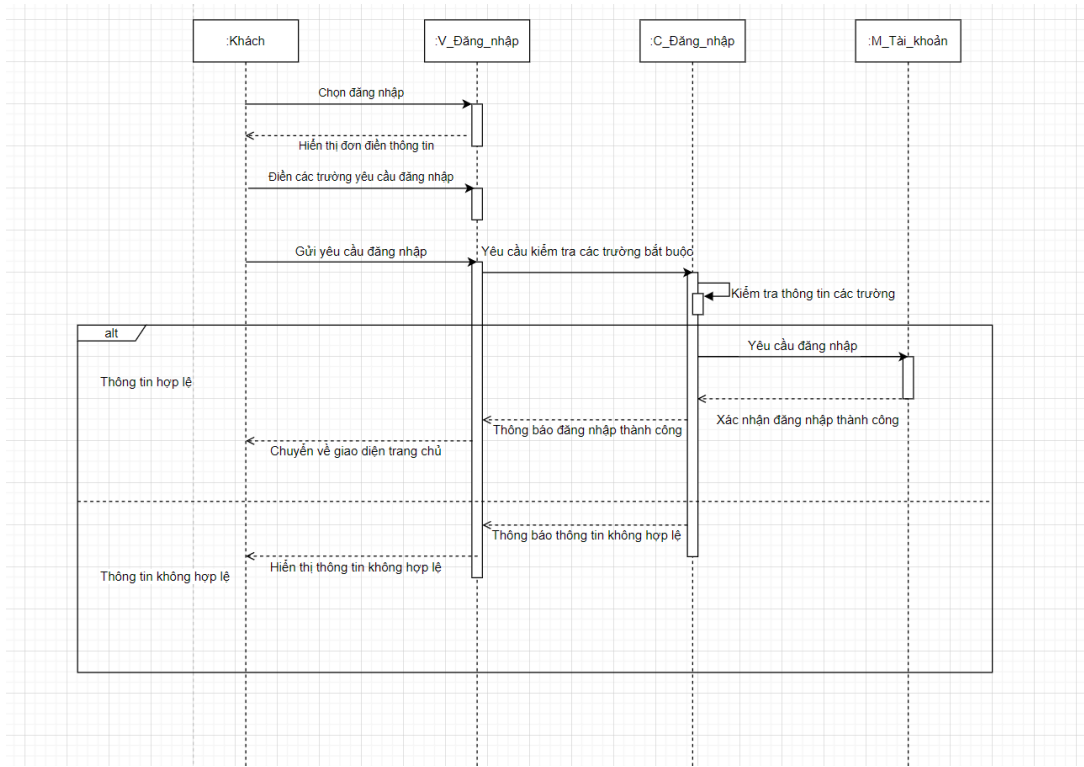 :Khách
:V_Đăng_nhập
:C_Đăng_nhập
:M_Tài_khoản
Chọn đăng nhập
Hiển thị đơn điền thông tin
Điền các trường yêu cầu đăng nhập
Gửi yêu cầu đăng nhập
Yêu cầu kiểm tra các trường bắt buộc
Kiểm tra thông tin các trường
alt
Yêu cầu đăng nhập
Thông tin hợp lệ
Xác nhận đăng nhập thành công
Thông báo đăng nhập thành công
Chuyển về giao diện trang chủ
Thông báo thông tin không hợp lệ
Hiển thị thông tin không hợp lệ
Thông tin không hợp lệ